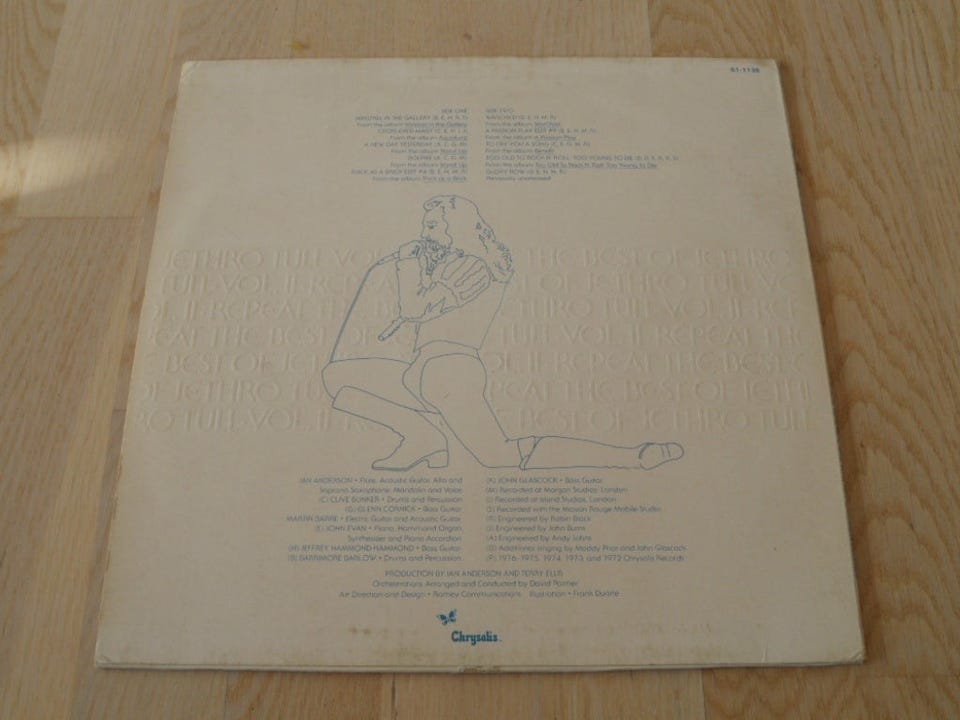 61-1135
SIDE ONE
MINSTREL IN THE GALLERY (B, E, H, R, T)
From the album Minstrel in the Gallery
CROSS-EYED MARY
From the album Aqualung
A NEW DAY YESTERDAY (A, C, G, M)
From the album Stand Up
BOURÉE (A, C, G, M)
From the album Stand Up
THICK AS A BRICK EDIT #4 (B, E, H, M, R)
From the album Thick as a Brick
SIDE TWO
WARCHILD (B, E, H, M, R)
From the album WarChild
A PASSION PLAY EDIT #9 (B, E, H, M, R)
From the album A Passion Play
TO CRY YOU A SONG (C, E, G, M, R)
From the album Benefit
TOO OLD TO ROCK N' ROLL: TOO YOUNG TO DIE
From the album Too Old To Rock N' Roll: Too Young to Die
GLORY ROW (B, E, H, M, R)
Previously unreleased
JETHRO TULL-VOL. THE BEST OF JETHRO
TULL-VOL. II REPEAT OF JETHRO TULL-VO
L. II REPEAT THE B TULL-VOL. II REPEAT THE
BEST OF JETH OL. II REPEAT THE BEST O
OF JETHRO TUL PEAT THE BEST OF JETH
RO TULL-VOL. II RE BEST OF JETHRO TULL
IAN ANDERSON • Flute, Acoustic Guitar, Alto and
Soprano Saxophone, Mandolin and Voice
(C) CLIVE BUNKER • Drums and Percussion
(G) GLENN CORNICK • Bass Guitar
MARTIN BARRE • Electric Guitar and Acoustic Guitar
(E) JOHN EVAN • Piano, Hammond Organ,
Synthesiser and Piano Accordion
(H) JEFFREY HAMMOND-HAMMOND • Bass Guitar
(B) BARRIMORE BARLOW • Drums and Percussion
(K) JOHN GLASCOCK • Bass Guitar
(M) Recorded at Morgan Studios, London
(I) Recorded at Island Studios, London
(S) Recorded with the Maison Rouge Mobile Studio
(R) Engineered by Robin Black
(J) Engineered by John Burns
(A) Engineered by Andy Johns
(D) Additional singing by Maddy Prior and John Glascock
(P) 1976, 1975, 1974, 1973, and 1972 Chrysalis Records
PRODUCTION BY: IAN ANDERSON AND TERRY ELLIS
Orchestrations Arranged and Conducted by David Palmer
Art Direction and Design • Ramey Communications Illustration • Frank Duarte
Chrysalis